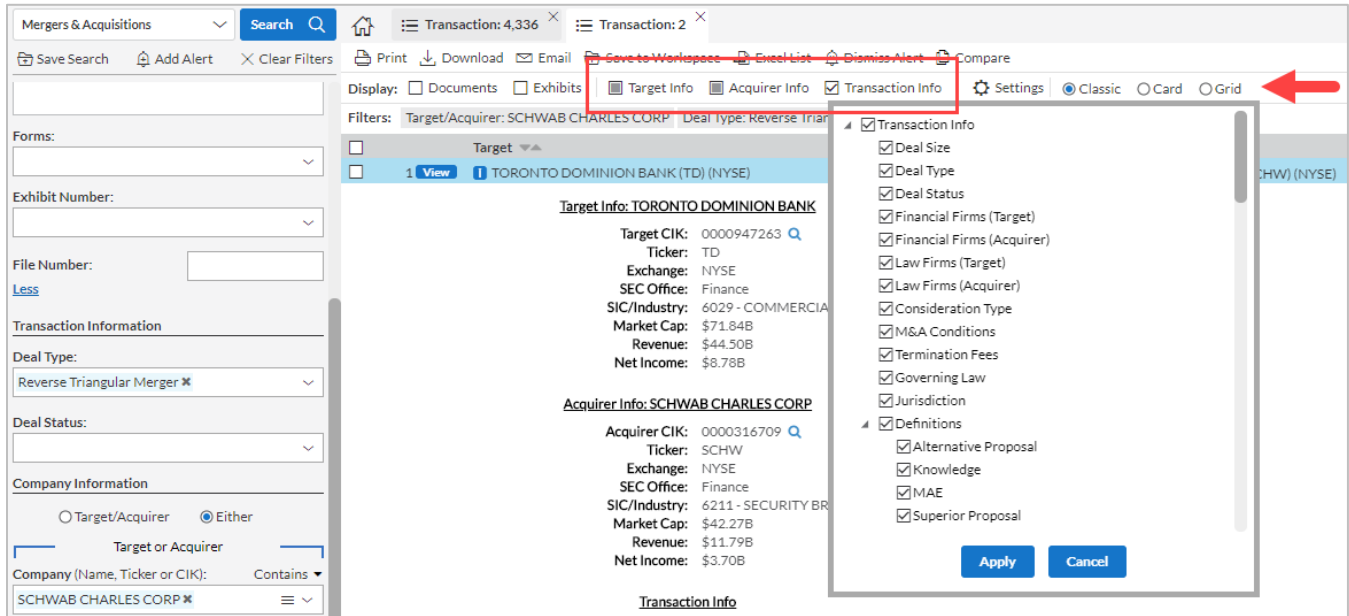 Mergers & Acquisitions
Search
Save Search Add Alert Clear Filters
Forms:
Exhibit Number:
File Number:
Less
Transaction Information
Deal Type:
Reverse Triangular Merger
Deal Status:
Company Information
Target/Acquirer Either
Target or Acquirer
Company (Name, Ticker or CIK): Contains
SCHWAB CHARLES CORP
Transaction: 4,336 Transaction: 2
Print Download Email Save to Workspace Excel List Dismiss Alert Compare
Display: Documents Exhibits Target Info Acquirer Info Transaction Info Settings Classic Card Grid
Filters: Target/Acquirer: SCHWAB CHARLES CORP Deal Type: Reverse Trian
Target
1 View I TORONTO DOMINION BANK (TD) (NYSE) HW) (NYSE)
Target Info: TORONTO DOMINION BANK
Target CIK: 0000947263
Ticker: TD
Exchange: NYSE
SEC Office: Finance
SIC/Industry: 6029 - COMMERCIA
Market Cap: $71.84B
Revenue: $44.50B
Net Income: $8.78B
Acquirer Info: SCHWAB CHARLES CORP
Acquirer CIK: 0000316709
Ticker: SCHW
Exchange: NYSE
SEC Office: Finance
SIC/Industry: 6211 - SECURITY BR
Market Cap: $42.27B
Revenue: $11.79B
Net Income: $3.70B
Transaction Info
Transaction Info
Deal Size
Deal Type
Deal Status
Financial Firms (Target)
Financial Firms (Acquirer)
Law Firms (Target)
Law Firms (Acquirer)
Consideration Type
M&A Conditions
Termination Fees
Governing Law
Jurisdiction
Definitions
Alternative Proposal
Knowledge
MAE
Superior Proposal
Apply Cancel